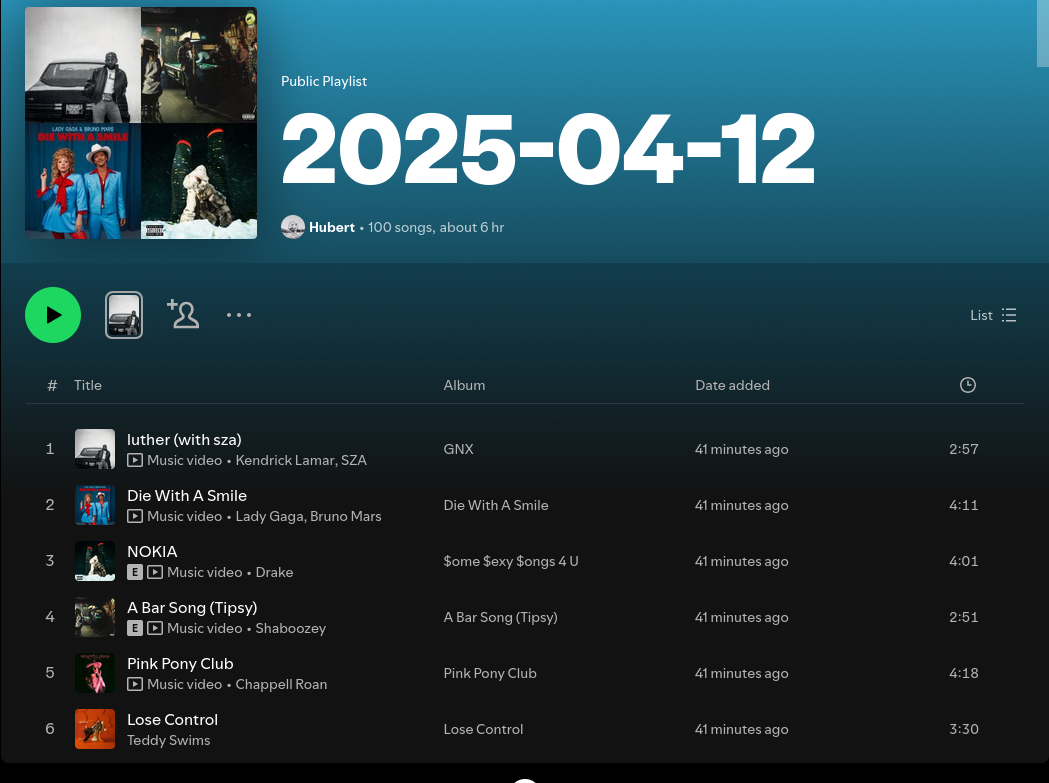 LADY GAGA & BRUNO MARS
DIE WITH A SMILE
Public Playlist
2025-04-12
Hubert • 100 songs, about 6 hr
List
# Title Album Date added
1 luther (with sza) GNX 41 minutes ago 2:57
Music video • Kendrick Lamar, SZA
2 Die With A Smile Die With A Smile 41 minutes ago 4:11
Music video • Lady Gaga, Bruno Mars
3 NOKIA $ome $exy $ongs 4 U 41 minutes ago 4:01
E Music video • Drake
4 A Bar Song (Tipsy) A Bar Song (Tipsy) 41 minutes ago 2:51
E Music video • Shaboozey
5 Pink Pony Club Pink Pony Club 41 minutes ago 4:18
Music video • Chappell Roan
6 Lose Control Lose Control 41 minutes ago 3:30
Teddy Swims